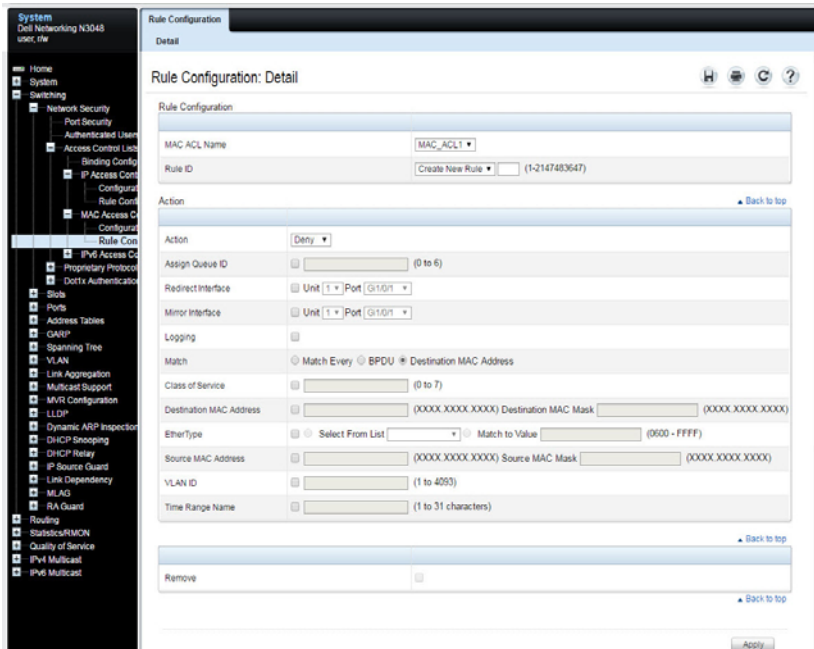 System
Dell Networking N3048
user, r/w
Home
System
Switching
Network Security
Port Security
Authenticated Users
Access Control Lists
Binding Config
IP Access Cont
Configurat
Rule Conf
MAC Access C
Configurat
Rule Con
IPv6 Access Co
Proprietary Protocol
Dot1x Authentication
Slots
Ports
Address Tables
GARP
Spanning Tree
VLAN
Link Aggregation
Multicast Support
MVR Configuration
LLDP
Dynamic ARP Inspection
DHCP Snooping
DHCP Relay
IP Source Guard
Link Dependency
MLAG
RA Guard
Routing
Statistics/RMON
Quality of Service
IPv4 Multicast
IPv6 Multicast
Rule Configuration
Detail
Rule Configuration: Detail
Rule Configuration
MAC ACL Name MAC_ACL1
Rule ID Create New Rule (1-2147483647)
Action Back to top
Action Deny
Assign Queue ID (0 to 6)
Redirect Interface Unit 1 Port Gi1/0/1
Mirror Interface Unit 1 Port Gi1/0/1
Logging
Match Match Every BPDU Destination MAC Address
Class of Service (0 to 7)
Destination MAC Address (XXXX.XXXX.XXXX) Destination MAC Mask (XXXX.XXXX.XXXX)
EtherType Select From List Match to Value (0600 - FFFF)
Source MAC Address (XXXX.XXXX.XXXX) Source MAC Mask (XXXX.XXXX.XXXX)
VLAN ID (1 to 4093)
Time Range Name (1 to 31 characters)
Back to top
Remove
Back to top
Apply